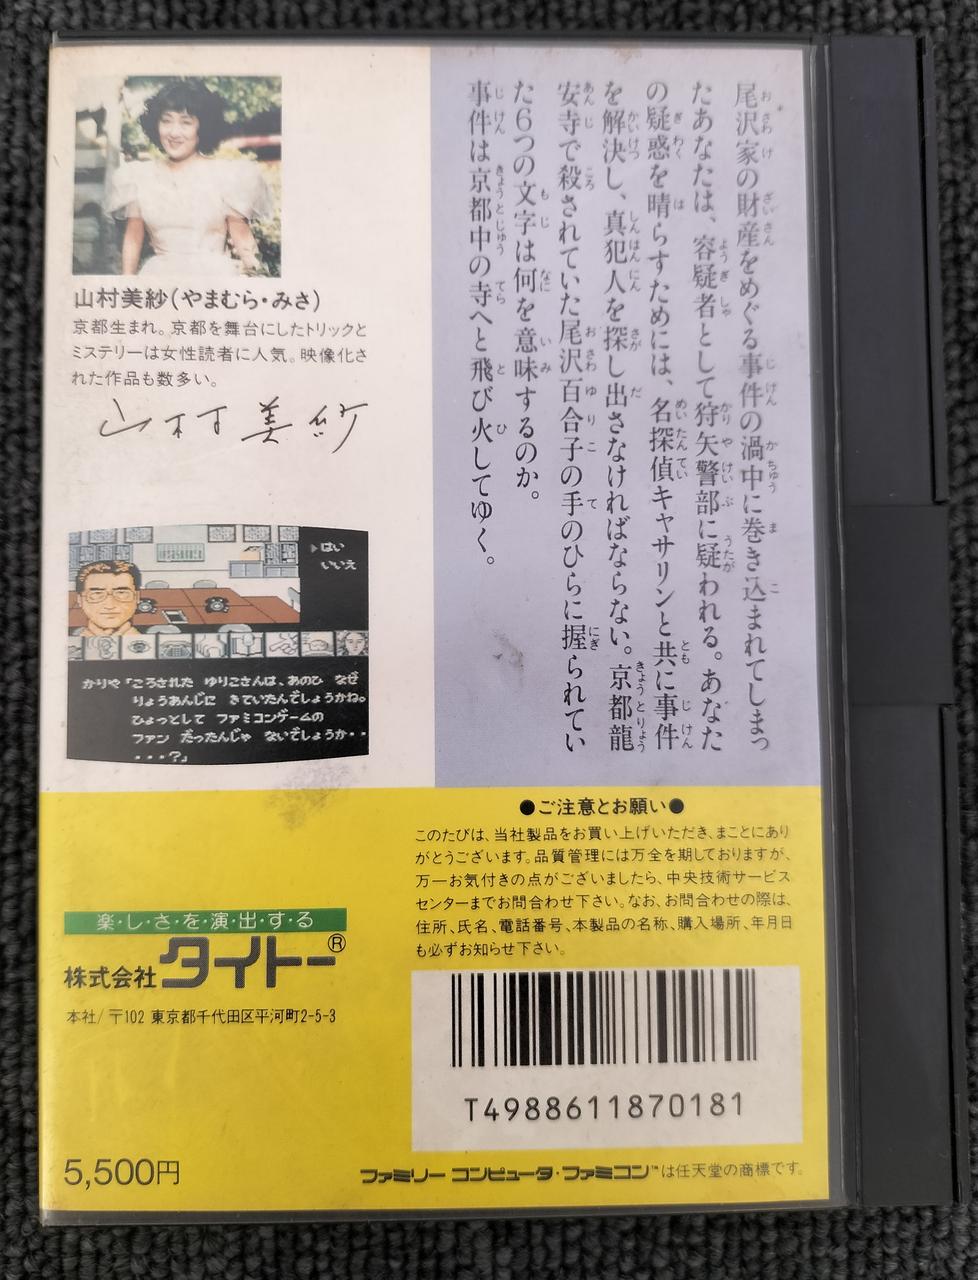 尾沢家の財産をめぐる事件の渦中に巻き込まれてしまっ
たあなたは、容疑者として狩矢警部に疑われる。あなた
の疑惑を晴らすためには、名探偵キャサリンと共に事件
を解決し、真犯人を探し出さなければならない。京都龍
安寺で殺されていた尾沢百合子の手のひらに握られてい
た6つの文字は何を意味するのか。
事件は京都中の寺へと飛び火してゆく。
山村美紗(やまむら・みさ)
京都生まれ。京都を舞台にしたトリックと
ミステリーは女性読者に人気。映像化さ
れた作品も数多い。
山村美紗
▶はい
いいえ
かりや「ころされた ゆりこさんは、あのひ なぜ
りょうあんじに きていたんでしょうかね。
ひょっとして ファミコンゲームの
ファン だったんじゃ ないでしょうか・・
・・・・?」
●ご注意とお願い●
このたびは、当社製品をお買い上げいただき、まことにあり
がとうございます。品質管理には万全を期しておりますが、
万一お気付きの点がございましたら、中央技術サービス
センターまでお問合わせ下さい。なお、お問合わせの際は、
住所、氏名、電話番号、本製品の名称、購入場所、年月日
も必ずお知らせ下さい。
楽・し・さ・を・演・出・す・る
株式会社タイトー®
本社/〒102 東京都千代田区平河町2-5-3
T4988611870181
5,500円
ファミリーコンピュータ・ファミコン™は任天堂の商標です。